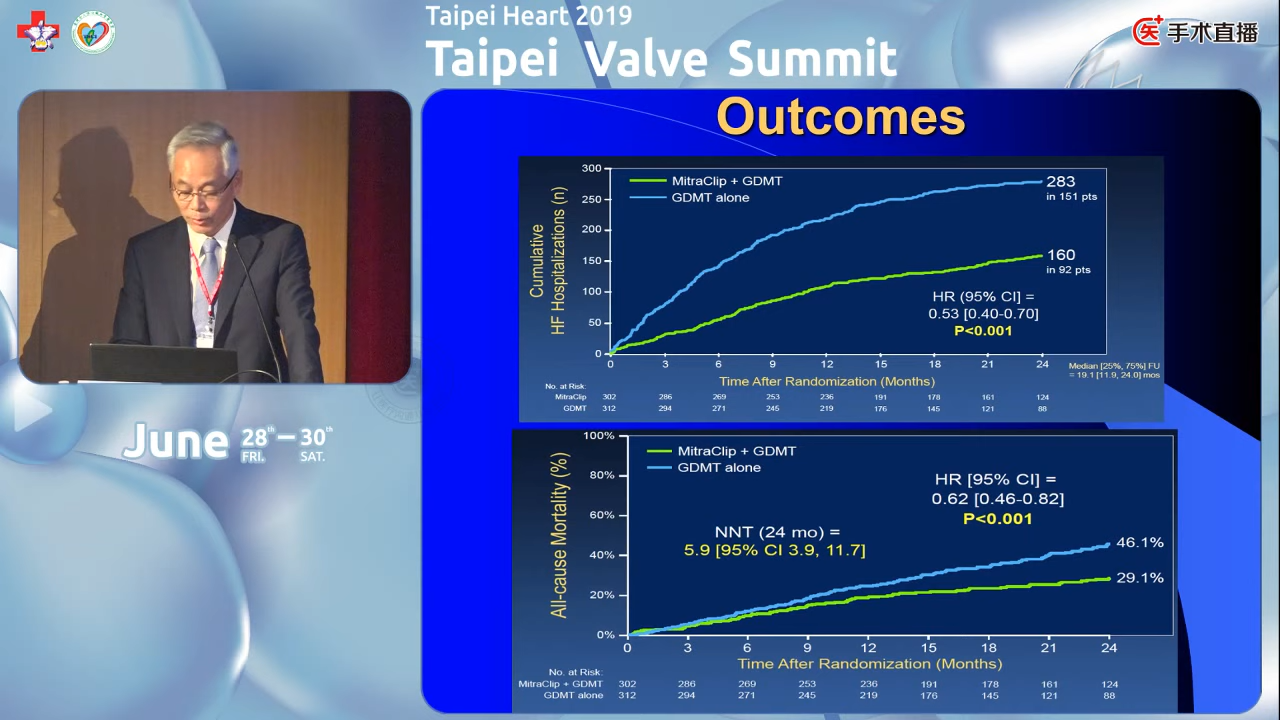 Taipei Heart 2019
Taipei Valve Summit
医 手术直播
June 28th — 30th
FRI. SAT.
Outcomes
Cumulative
HF Hospitalizations (n)
300
250
200
150
100
50
0
MitraClip + GDMT
GDMT alone
283
in 151 pts
160
in 92 pts
HR (95% CI] =
0.53 [0.40-0.70]
P<0.001
0 3 6 9 12 15 18 21 24
Time After Randomization (Months)
Median [25%, 75%] FU
= 19.1 [11.9, 24.0] mos
No. at Risk:
MitraClip 302 286 269 253 236 191 178 161 124
GDMT 312 294 271 245 219 176 145 121 88
All-cause Mortality (%)
100%
80%
60%
40%
20%
0%
MitraClip + GDMT
GDMT alone
HR [95% CI] =
0.62 [0.46-0.82]
P<0.001
NNT (24 mo) =
5.9 [95% CI 3.9, 11.7]
46.1%
29.1%
0 3 6 9 12 15 18 21 24
Time After Randomization (Months)
No. at Risk:
MitraClip + GDMT 302 286 269 253 236 191 178 161 124
GDMT alone 312 294 271 245 219 176 145 121 88